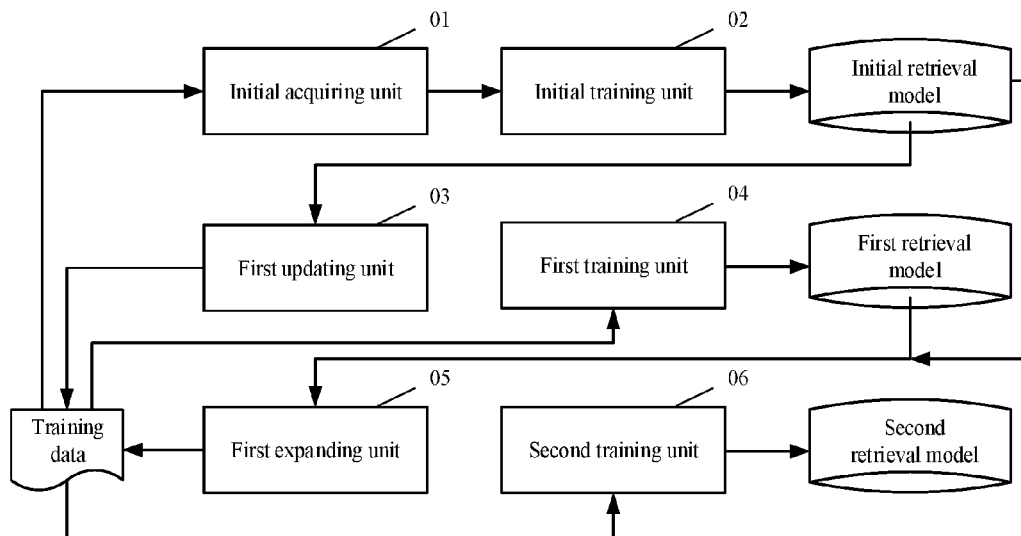 01
02
Initial acquiring unit
Initial training unit
Initial retrieval
model
03
04
First updating unit
First training unit
First retrieval
model
05
06
Training
data
First expanding unit
Second training unit
Second
retrieval model